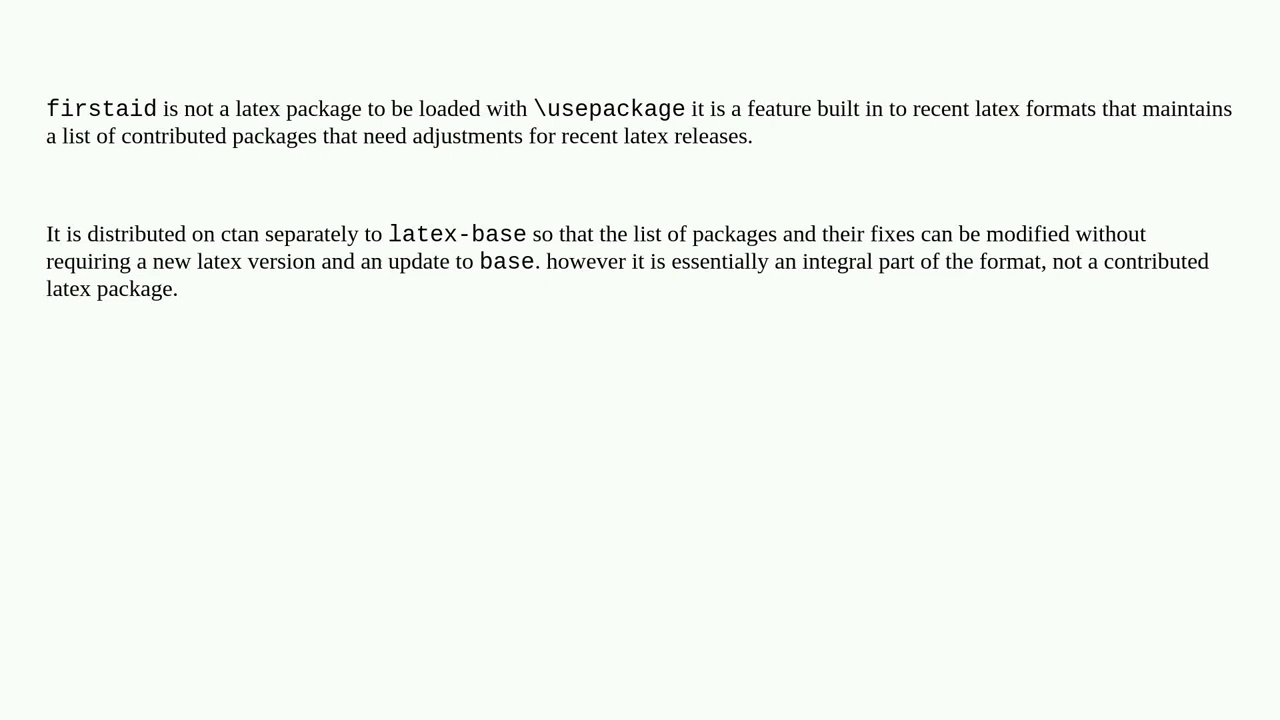 firstaid is not a latex package to be loaded with \usepackage it is a feature built in to recent latex formats that maintains
a list of contributed packages that need adjustments for recent latex releases.
It is distributed on ctan separately to latex-base so that the list of packages and their fixes can be modified without
requiring a new latex version and an update to base. however it is essentially an integral part of the format, not a contributed
latex package.